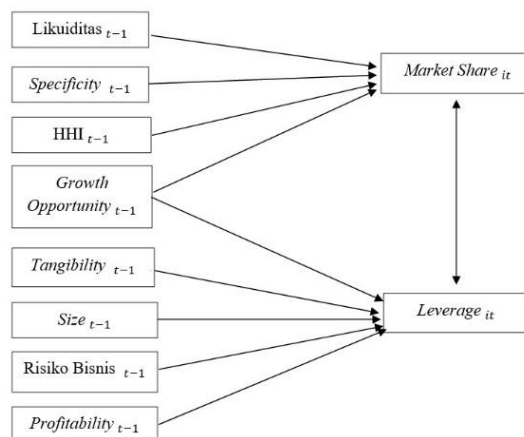 Likuiditas t−1
Specificity t−1
HHI t−1
Growth
Opportunity t−1
Tangibility t−1
Size t−1
Risiko Bisnis t−1
Profitability t−1
Market Share it
Leverage it